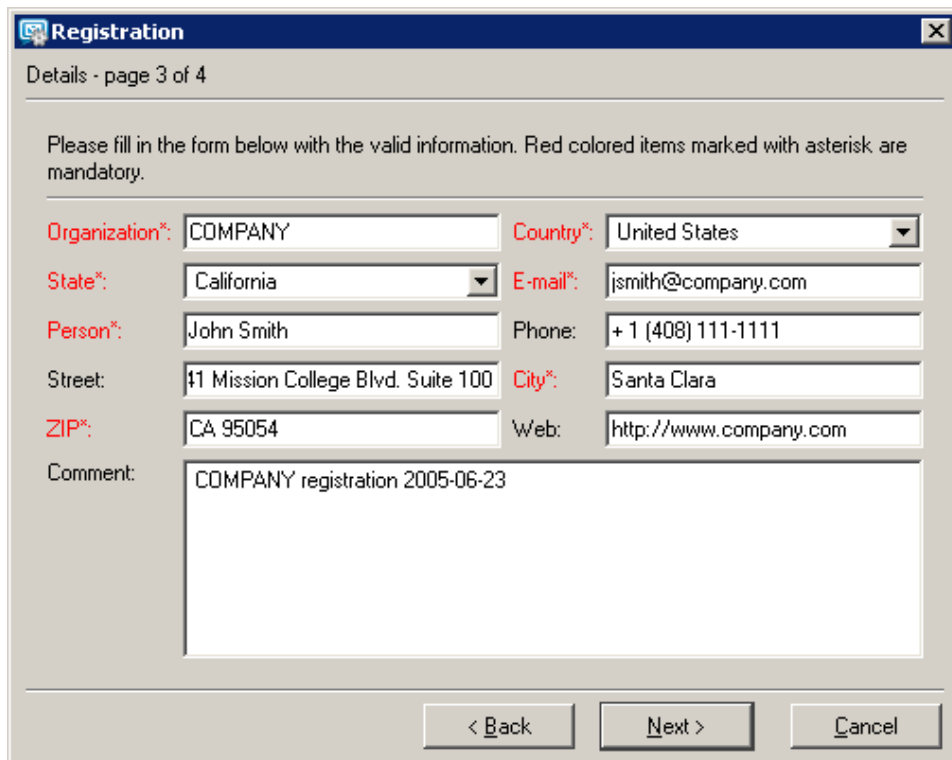 Registration
Details - page 3 of 4
Please fill in the form below with the valid information. Red colored items marked with asterisk are
mandatory.
Organization*: COMPANY Country*: United States
State*: California E-mail*: jsmith@company.com
Person*: John Smith Phone: + 1 (408) 111-1111
Street: 41 Mission College Blvd. Suite 100 City*: Santa Clara
ZIP*: CA 95054 Web: http://www.company.com
Comment: COMPANY registration 2005-06-23
< Back Next > Cancel